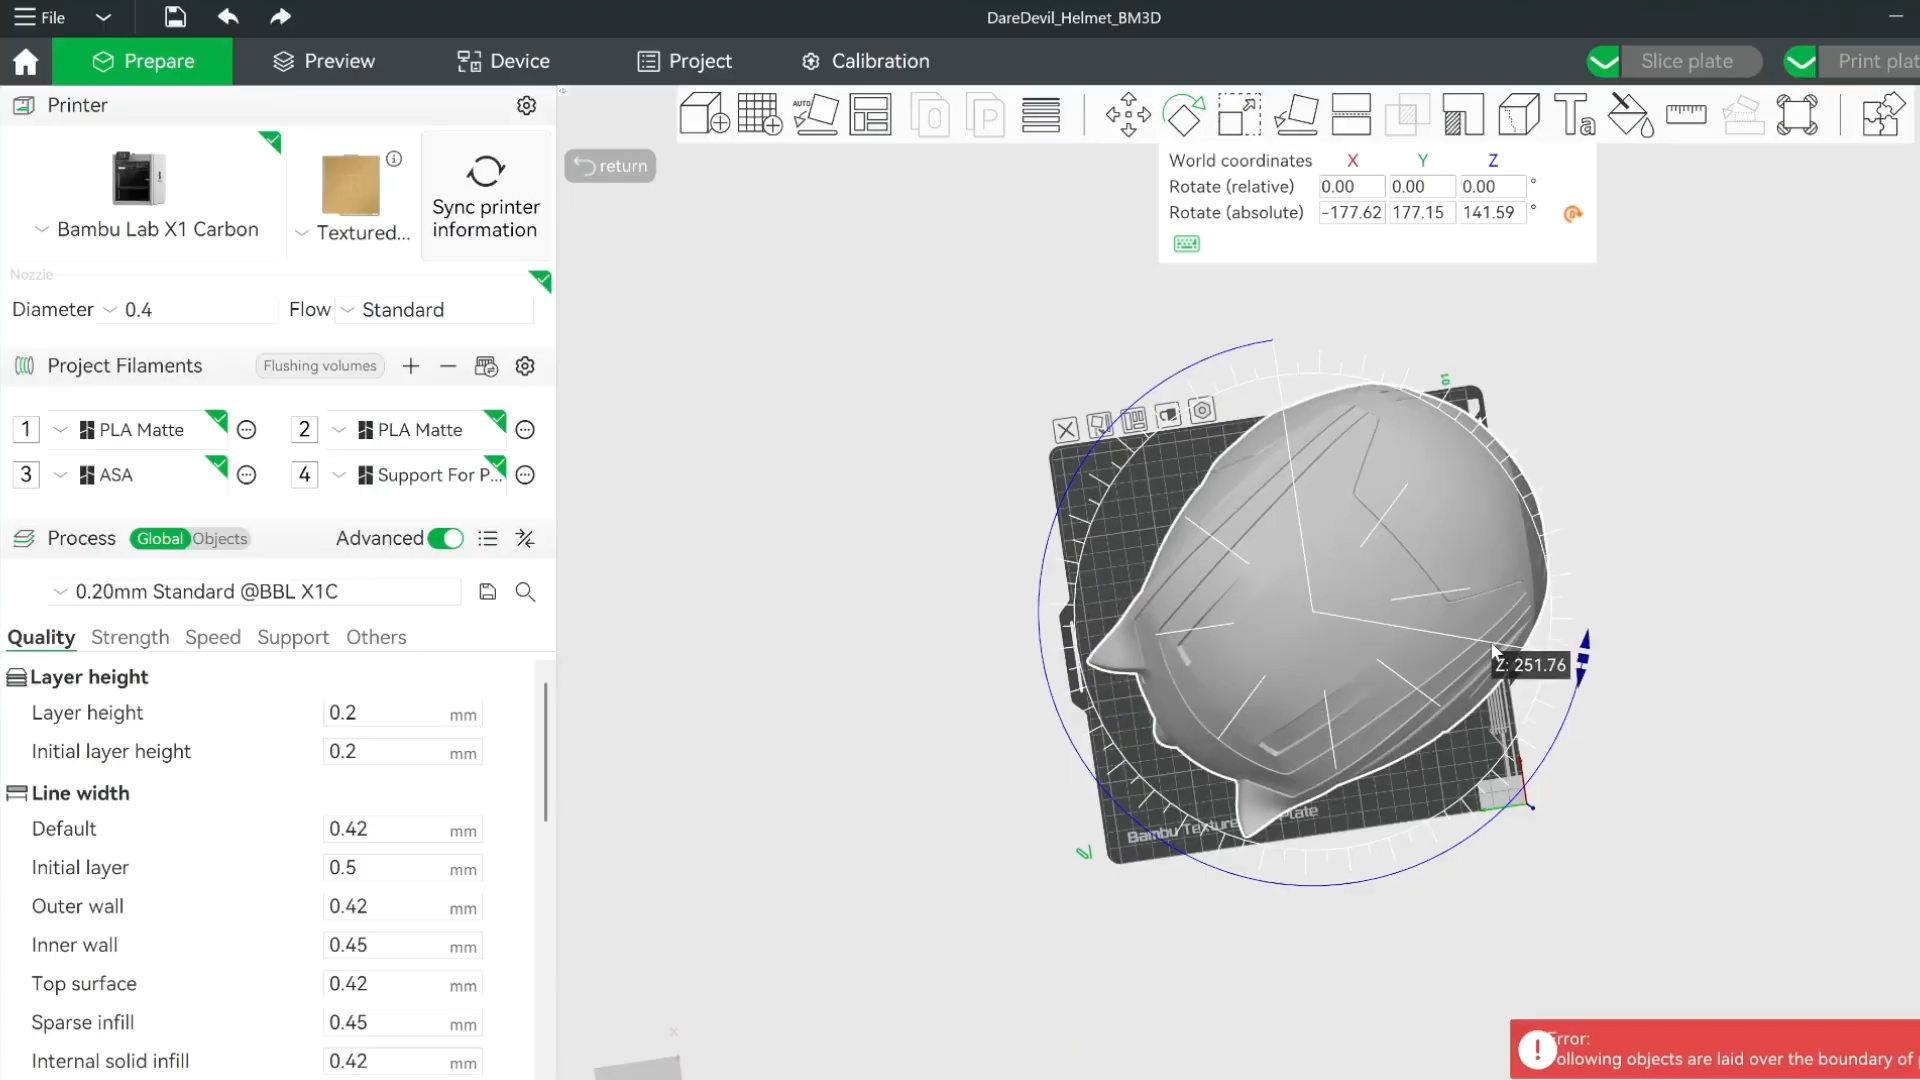 File
DareDevil_Helmet_BM3D
Prepare
Preview
Device
Project
Calibration
Slice plate
Print plat
Printer
Bambu Lab X1 Carbon
Textured...
Sync printer
information
Nozzle
Diameter
0.4
Flow
Standard
Project Filaments
Flushing volumes
1
PLA Matte
2
PLA Matte
3
ASA
4
Support For P...
Process
Global
Objects
Advanced
0.20mm Standard @BBL X1C
Quality
Strength
Speed
Support
Others
Layer height
Layer height
0.2
mm
Initial layer height
0.2
mm
Line width
Default
0.42
mm
Initial layer
0.5
mm
Outer wall
0.42
mm
Inner wall
0.45
mm
Top surface
0.42
mm
Sparse infill
0.45
mm
Internal solid infill
0.42
mm
AUTO
O
P
Ta
return
World coordinates
X
Y
Z
Rotate (relative)
0.00
0.00
0.00
°
Rotate (absolute)
-177.62
177.15
141.59
°
01
Z: 251.76
Bambu Texture
Plate
X
rror:
ollowing objects are laid over the boundary of